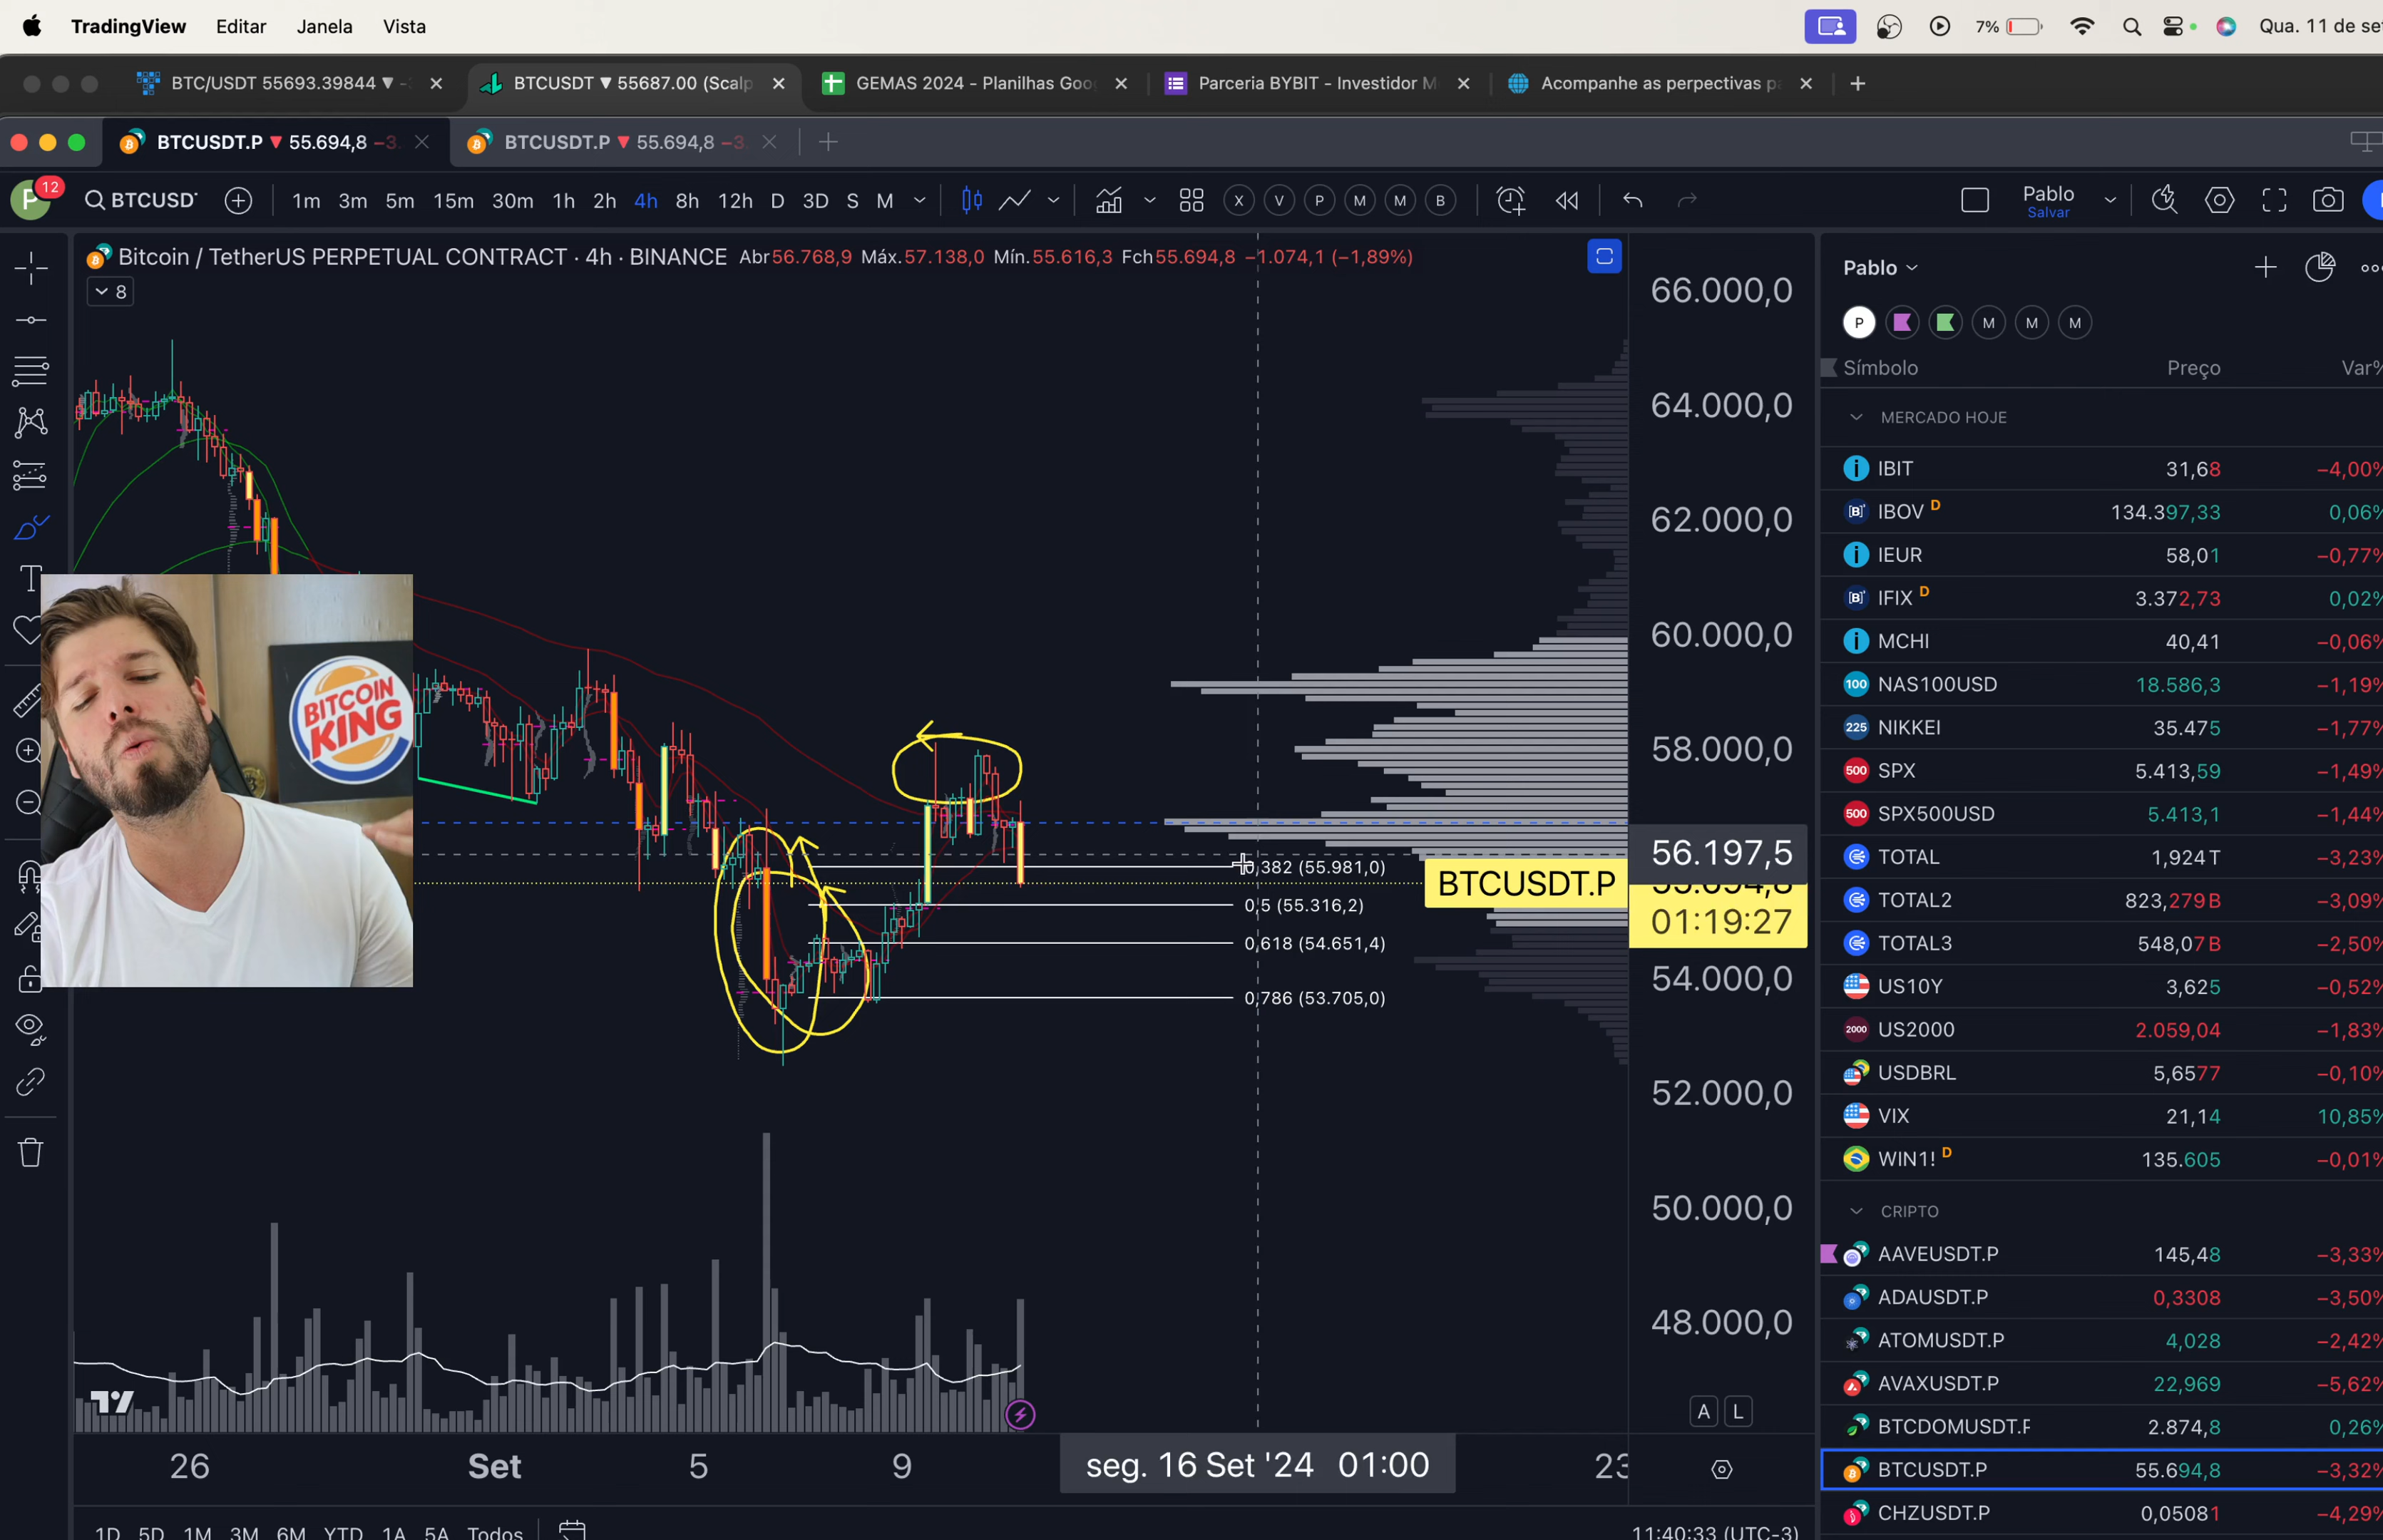 TradingView Editar Janela Vista 7% Qua. 11 de set
BTC/USDT 55693.39844 ▼ - BTCUSDT ▼ 55687.00 (Scalp GEMAS 2024 - Planilhas Goo Parceria BYBIT - Investidor M Acompanhe as perpectivas pa
BTCUSDT.P ▼ 55.694,8 −3. BTCUSDT.P ▼ 55.694,8 −3.
P 12 BTCUSDT 1m 3m 5m 15m 30m 1h 2h 4h 8h 12h D 3D S M X V P M M B Pablo
Salvar
Bitcoin / TetherUS PERPETUAL CONTRACT · 4h · BINANCE Abr56.768,9 Máx.57.138,0 Mín.55.616,3 Fch55.694,8 −1.074,1 (−1,89%)
8
66.000,0
64.000,0
62.000,0
60.000,0
58.000,0
56.197,5
55.694,8
01:19:27
54.000,0
52.000,0
50.000,0
48.000,0
BTCUSDT.P
0,382 (55.981,0)
0,5 (55.316,2)
0,618 (54.651,4)
0,786 (53.705,0)
BITCOIN
KING
A L
26 Set 5 9 seg. 16 Set '24 01:00 23
1D 5D 1M 3M 6M YTD 1A 5A Todos 11:40:33 (UTC-3)
Pablo
P M M M
Símbolo Preço Var%
MERCADO HOJE
IBIT 31,68 −4,00%
IBOV D 134.397,33 0,06%
IEUR 58,01 −0,77%
IFIX D 3.372,73 0,02%
MCHI 40,41 −0,06%
100 NAS100USD 18.586,3 −1,19%
225 NIKKEI 35.475 −1,77%
500 SPX 5.413,59 −1,49%
500 SPX500USD 5.413,1 −1,44%
TOTAL 1,924 T −3,23%
TOTAL2 823,279 B −3,09%
TOTAL3 548,07 B −2,50%
US10Y 3,625 −0,52%
2000 US2000 2.059,04 −1,83%
USDBRL 5,6577 −0,10%
VIX 21,14 10,85%
WIN1! D 135.605 −0,01%
CRIPTO
AAVEUSDT.P 145,48 −3,33%
ADAUSDT.P 0,3308 −3,50%
ATOMUSDT.P 4,028 −2,42%
AVAXUSDT.P 22,969 −5,62%
BTCDOMUSDT.P 2.874,8 0,26%
BTCUSDT.P 55.694,8 −3,32%
CHZUSDT.P 0,05081 −4,29%